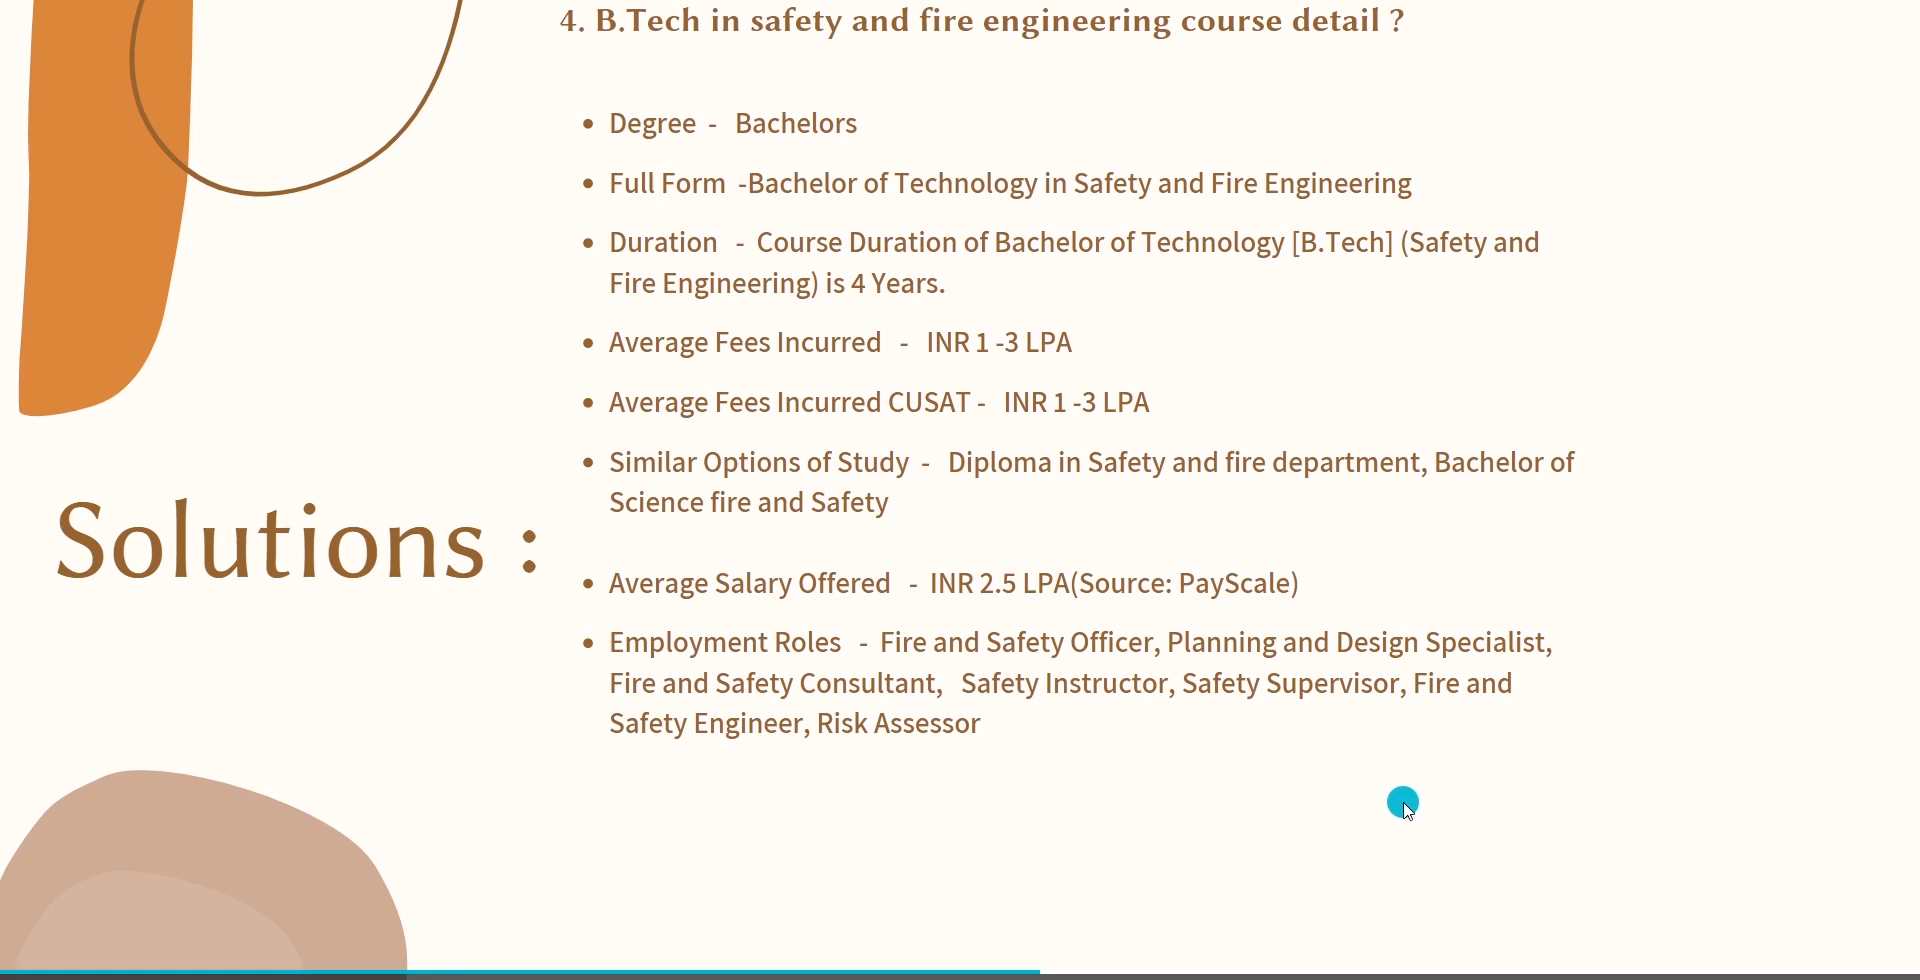 4. B.Tech in safety and fire engineering course detail ?
• Degree - Bachelors
• Full Form -Bachelor of Technology in Safety and Fire Engineering
• Duration - Course Duration of Bachelor of Technology [B.Tech] (Safety and
Fire Engineering) is 4 Years.
• Average Fees Incurred - INR 1 -3 LPA
• Average Fees Incurred CUSAT - INR 1 -3 LPA
• Similar Options of Study - Diploma in Safety and fire department, Bachelor of
Science fire and Safety
Solutions :
• Average Salary Offered - INR 2.5 LPA(Source: PayScale)
• Employment Roles - Fire and Safety Officer, Planning and Design Specialist,
Fire and Safety Consultant, Safety Instructor, Safety Supervisor, Fire and
Safety Engineer, Risk Assessor